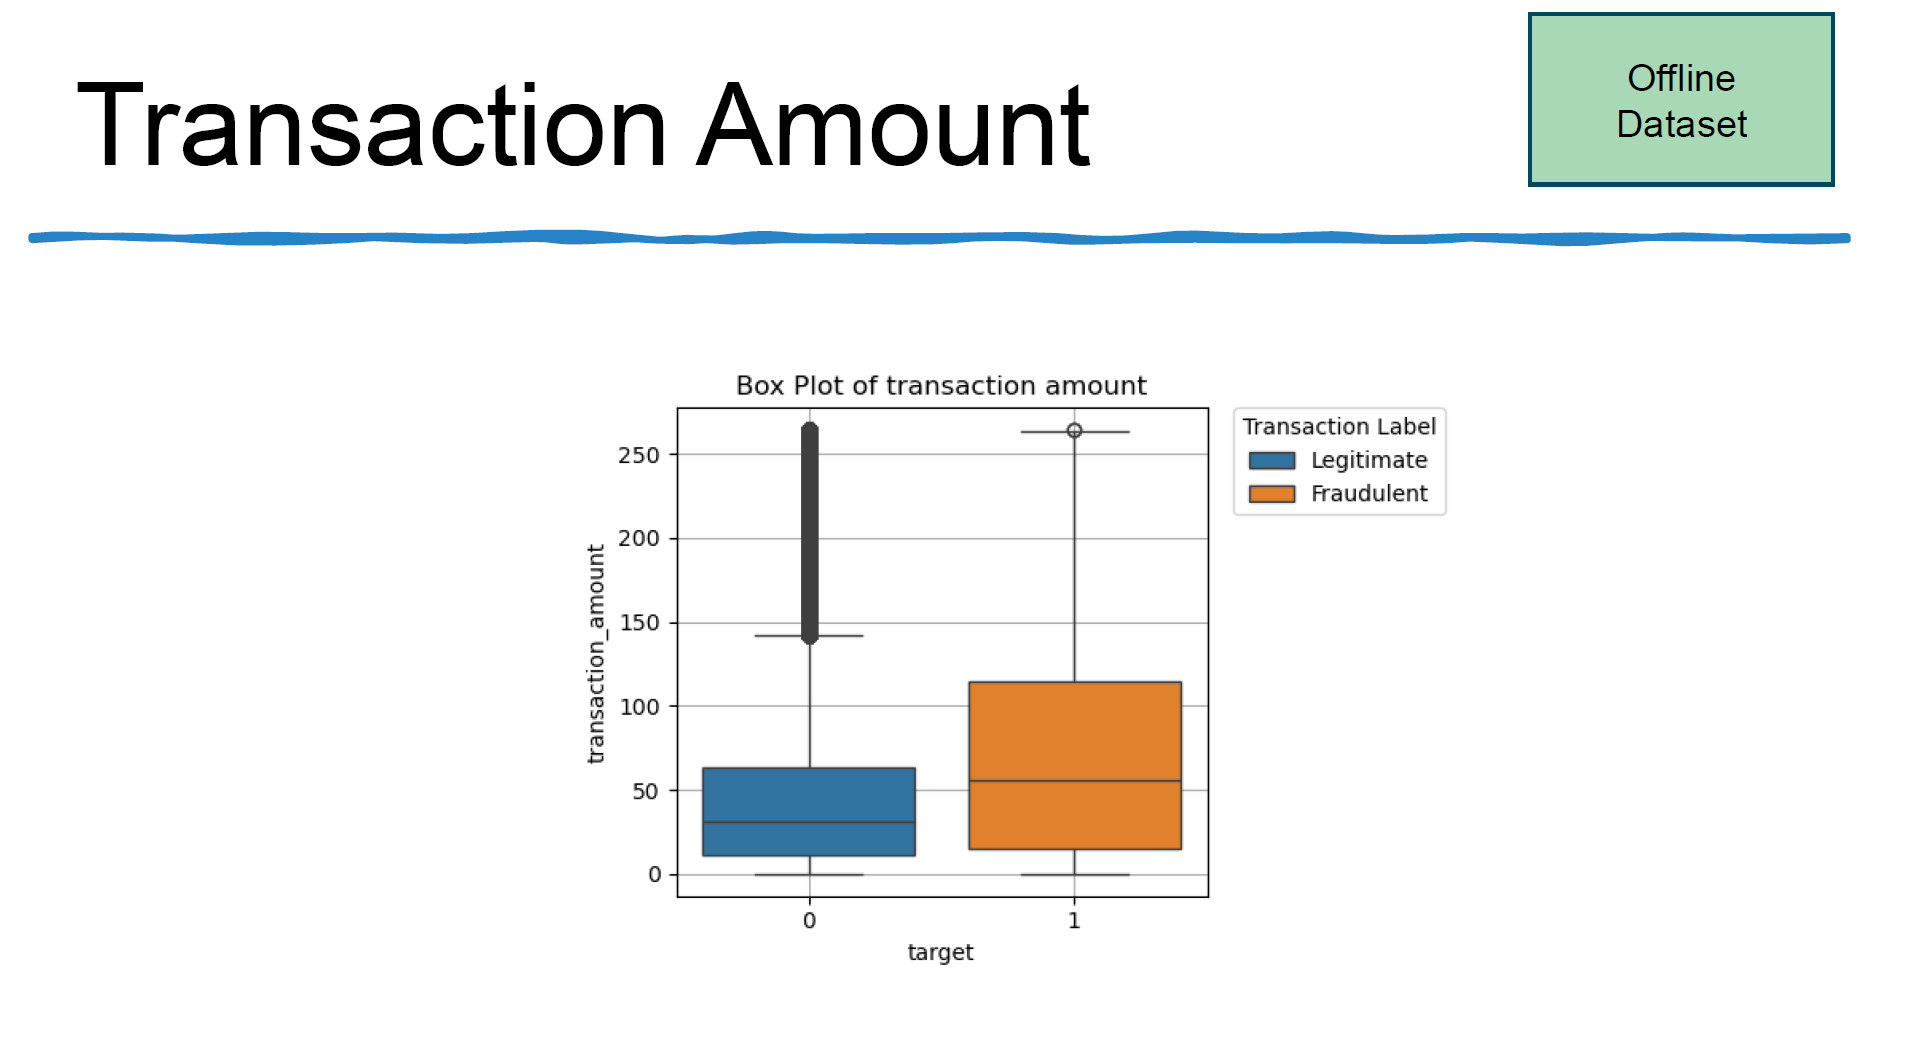 Transaction Amount
Offline
Dataset
Box Plot of transaction amount
Transaction Label
Legitimate
Fraudulent
transaction_amount
250
200
150
100
50
0
0
1
target